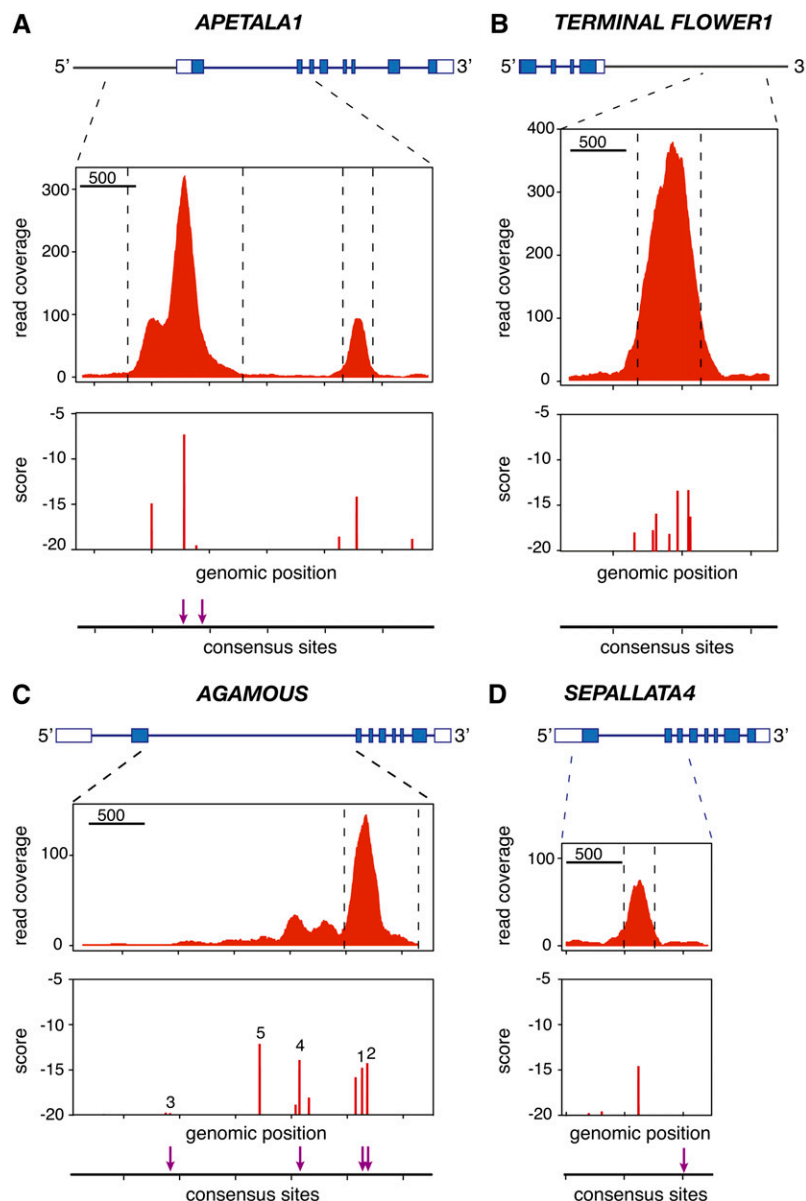 A
APETALA1
5’
3’
500
300
200
100
0
read coverage
-5
-10
-15
-20
score
genomic position
consensus sites
B
TERMINAL FLOWER1
5’
3
400
500
300
200
100
0
read coverage
-5
-10
-15
-20
score
genomic position
consensus sites
C
AGAMOUS
5’
3’
500
100
0
read coverage
-5
-10
-15
-20
score
3
5
4
1
2
genomic position
consensus sites
D
SEPALLATA4
5’
3’
100
500
0
read coverage
-5
-10
-15
-20
score
genomic position
consensus sites